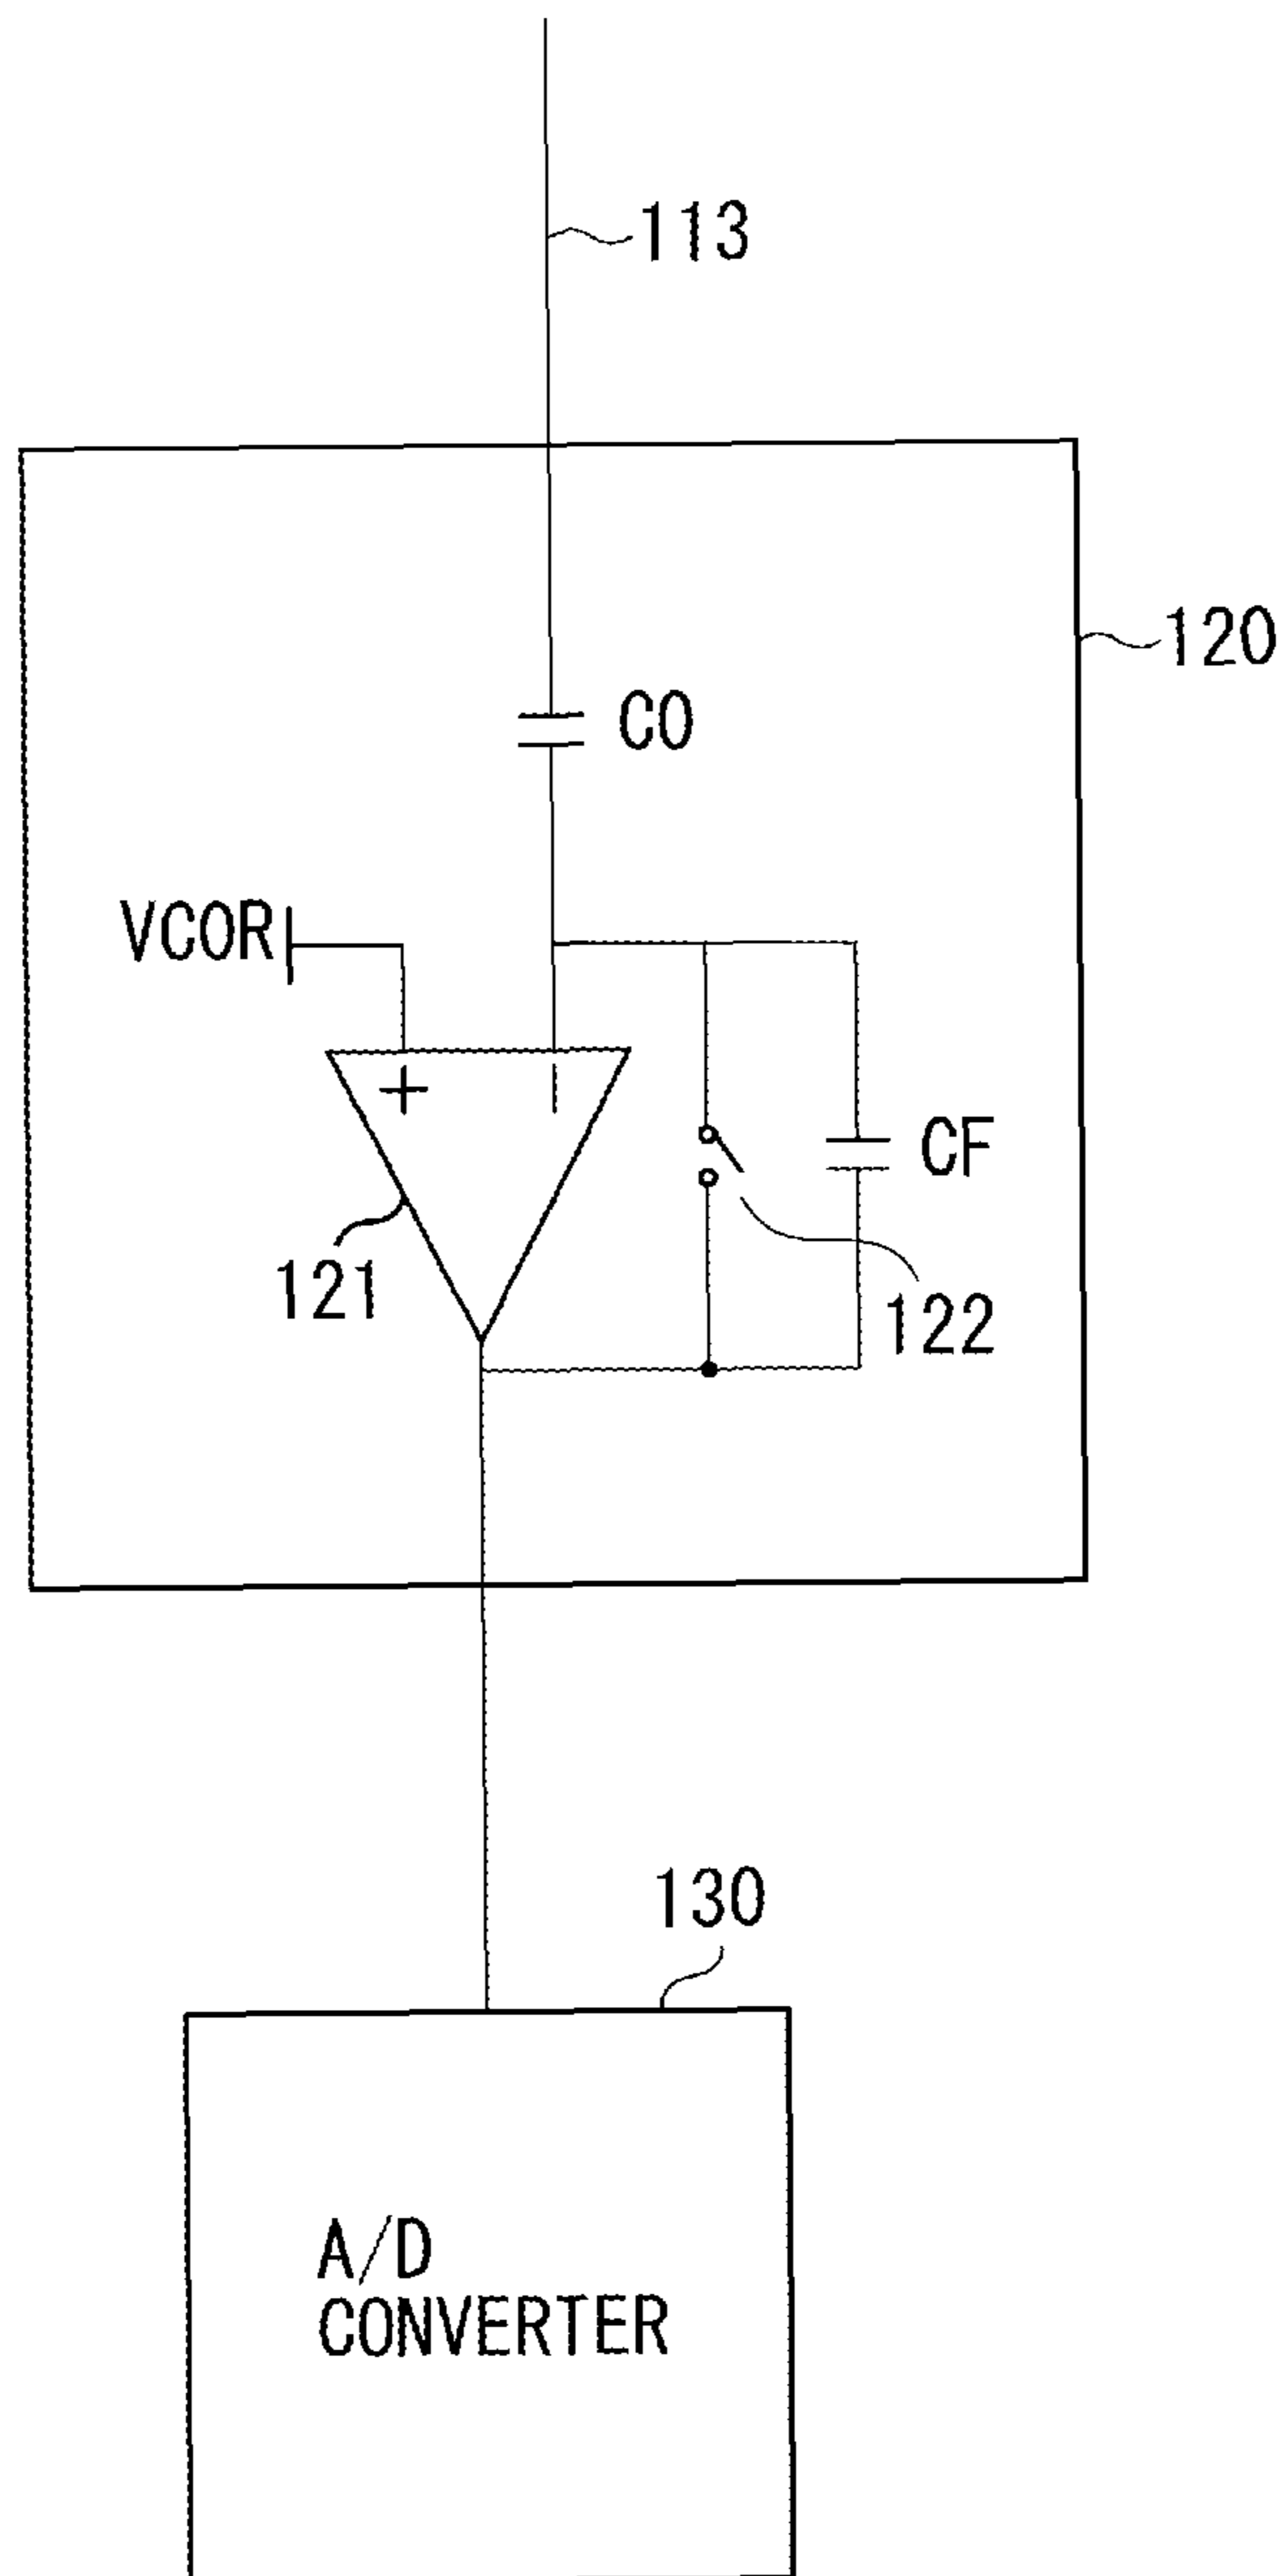 113
120
C0
VCOR
+
−
CF
121
122
130
A/D
CONVERTER